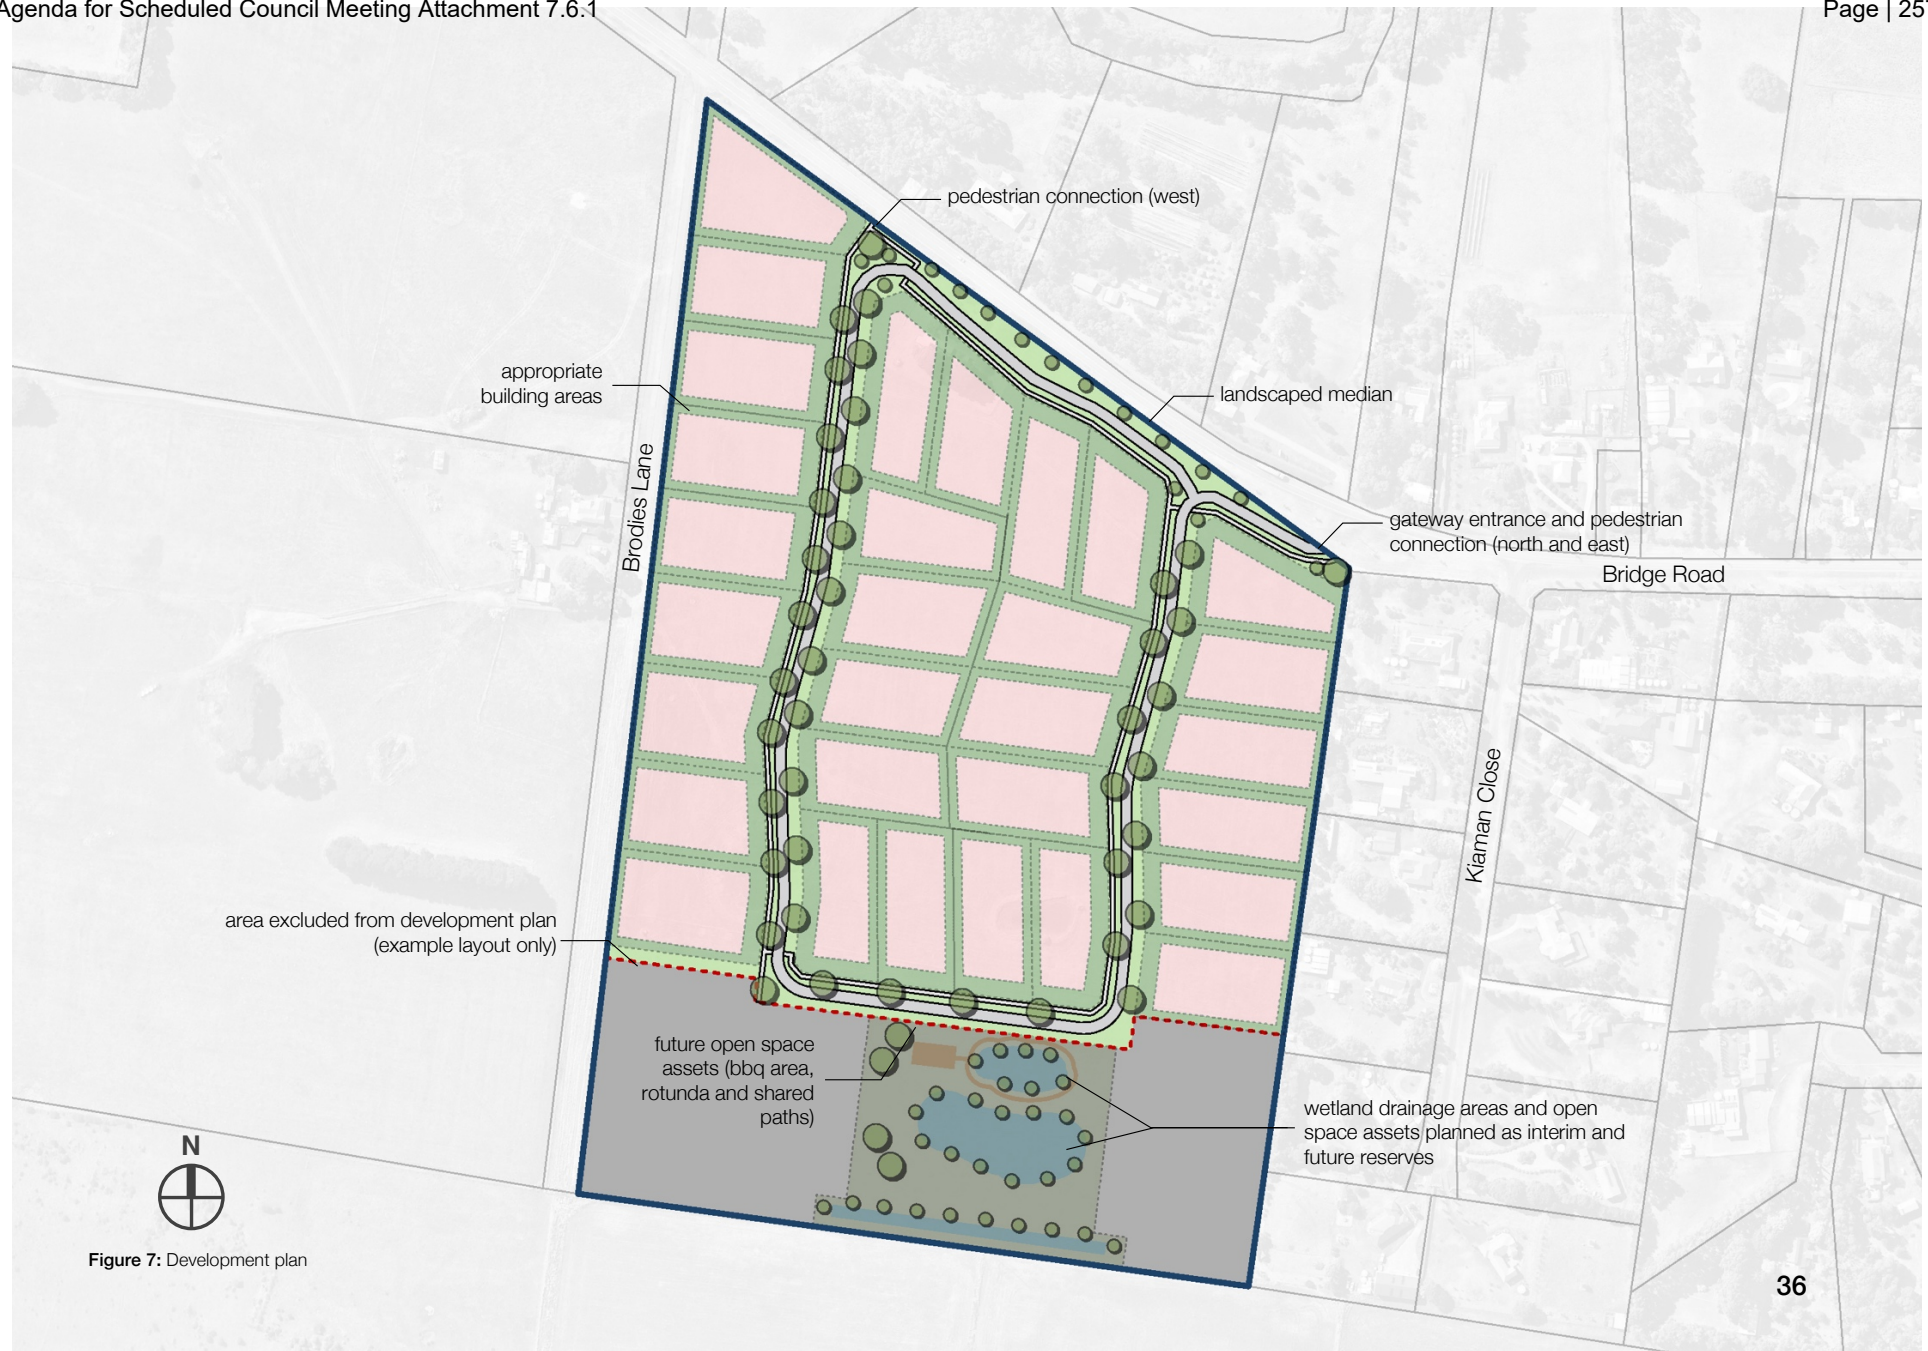 Agenda for Scheduled Council Meeting Attachment 7.6.1
Page | 257
pedestrian connection (west)
appropriate
building areas
landscaped median
Brodies Lane
gateway entrance and pedestrian
connection (north and east)
Bridge Road
Kiaman Close
area excluded from development plan
(example layout only)
future open space
assets (bbq area,
rotunda and shared
paths)
wetland drainage areas and open
space assets planned as interim and
future reserves
N
Figure 7: Development plan
36